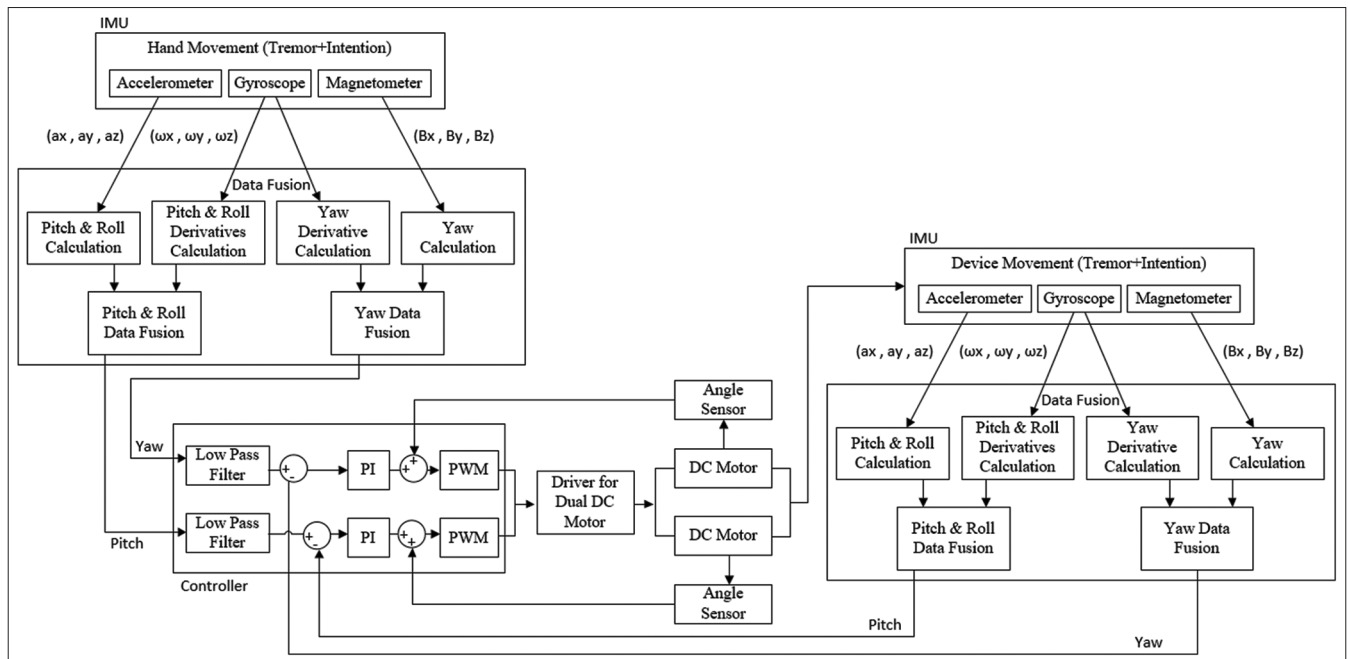 IMU
Hand Movement (Tremor+Intention)
Accelerometer
Gyroscope
Magnetometer
(ax , ay , az)
(ωx , ωy , ωz)
(Bx , By , Bz)
Data Fusion
Pitch & Roll
Calculation
Pitch & Roll
Derivatives
Calculation
Yaw
Derivative
Calculation
Yaw
Calculation
Pitch & Roll
Data Fusion
Yaw Data
Fusion
Yaw
Pitch
Low Pass
Filter
+
-
PI
+
+
PWM
Low Pass
Filter
+
-
PI
+
+
PWM
Controller
Driver for
Dual DC
Motor
Angle
Sensor
DC Motor
DC Motor
Angle
Sensor
IMU
Device Movement (Tremor+Intention)
Accelerometer
Gyroscope
Magnetometer
(ax , ay , az)
(ωx , ωy , ωz)
(Bx , By , Bz)
Data Fusion
Pitch & Roll
Calculation
Pitch & Roll
Derivatives
Calculation
Yaw
Derivative
Calculation
Yaw
Calculation
Pitch & Roll
Data Fusion
Yaw Data
Fusion
Pitch
Yaw